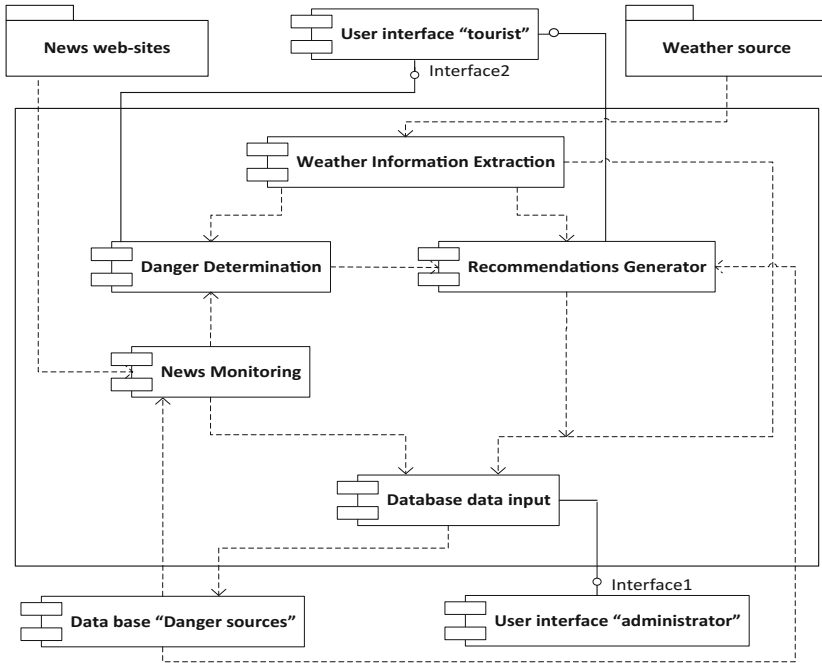 News web-sites
User interface “tourist”
Weather source
Interface2
Weather Information Extraction
Danger Determination
Recommendations Generator
News Monitoring
Database data input
Interface1
Data base “Danger sources”
User interface “administrator”